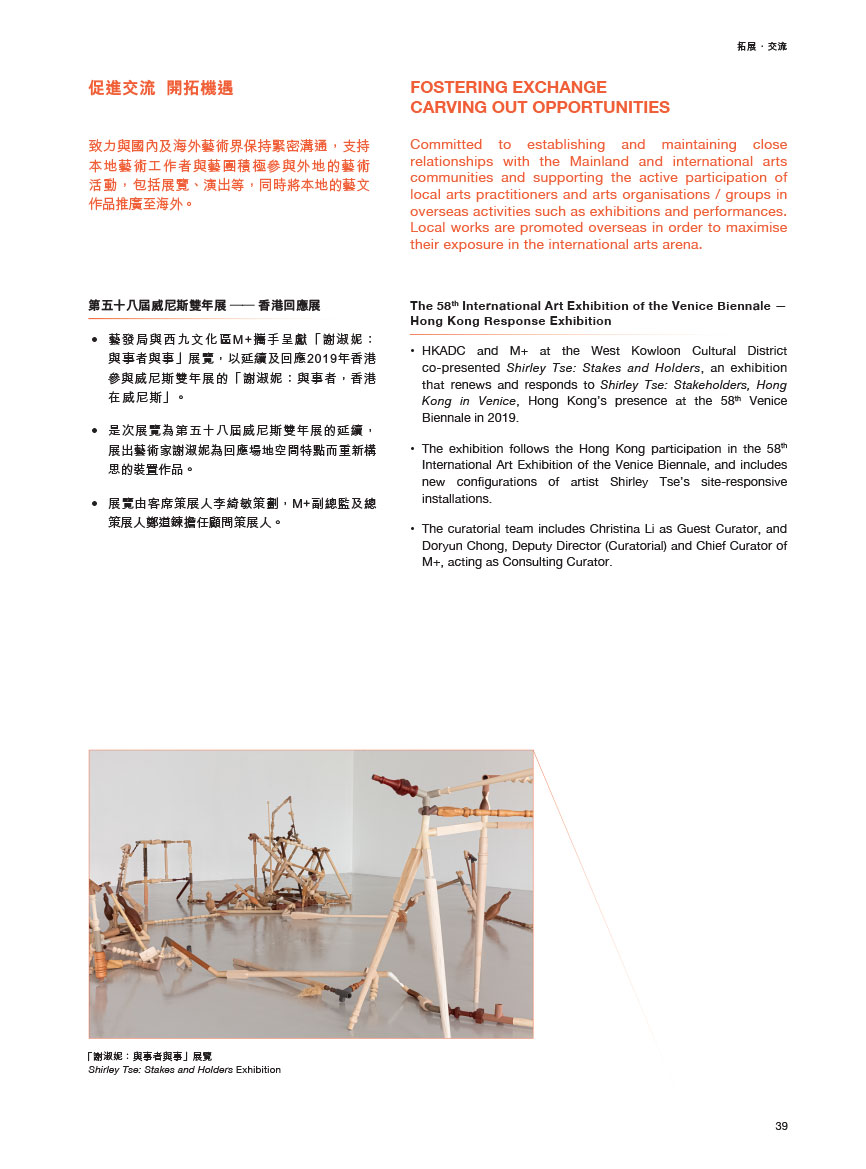 拓展．交流
促進交流 開拓機遇
致力與國內及海外藝術界保持緊密溝通，支持
本地藝術工作者與藝團積極參與外地的藝術
活動，包括展覽、演出等，同時將本地的藝文
作品推廣至海外。
第五十八屆威尼斯雙年展 —— 香港回應展
• 藝發局與西九文化區M+攜手呈獻「謝淑妮：
與事者與事」展覽，以延續及回應2019年香港
參與威尼斯雙年展的「謝淑妮：與事者，香港
在威尼斯」。
• 是次展覽為第五十八屆威尼斯雙年展的延續，
展出藝術家謝淑妮為回應場地空間特點而重新構
思的裝置作品。
• 展覽由客席策展人李綺敏策劃，M+副總監及總
策展人鄭道鍊擔任顧問策展人。
FOSTERING EXCHANGE
CARVING OUT OPPORTUNITIES
Committed to establishing and maintaining close
relationships with the Mainland and international arts
communities and supporting the active participation of
local arts practitioners and arts organisations / groups in
overseas activities such as exhibitions and performances.
Local works are promoted overseas in order to maximise
their exposure in the international arts arena.
The 58th International Art Exhibition of the Venice Biennale —
Hong Kong Response Exhibition
• HKADC and M+ at the West Kowloon Cultural District
co-presented Shirley Tse: Stakes and Holders, an exhibition
that renews and responds to Shirley Tse: Stakeholders, Hong
Kong in Venice, Hong Kong's presence at the 58th Venice
Biennale in 2019.
• The exhibition follows the Hong Kong participation in the 58th
International Art Exhibition of the Venice Biennale, and includes
new configurations of artist Shirley Tse's site-responsive
installations.
• The curatorial team includes Christina Li as Guest Curator, and
Doryun Chong, Deputy Director (Curatorial) and Chief Curator of
M+, acting as Consulting Curator.
「謝淑妮：與事者與事」展覽
Shirley Tse: Stakes and Holders Exhibition
39